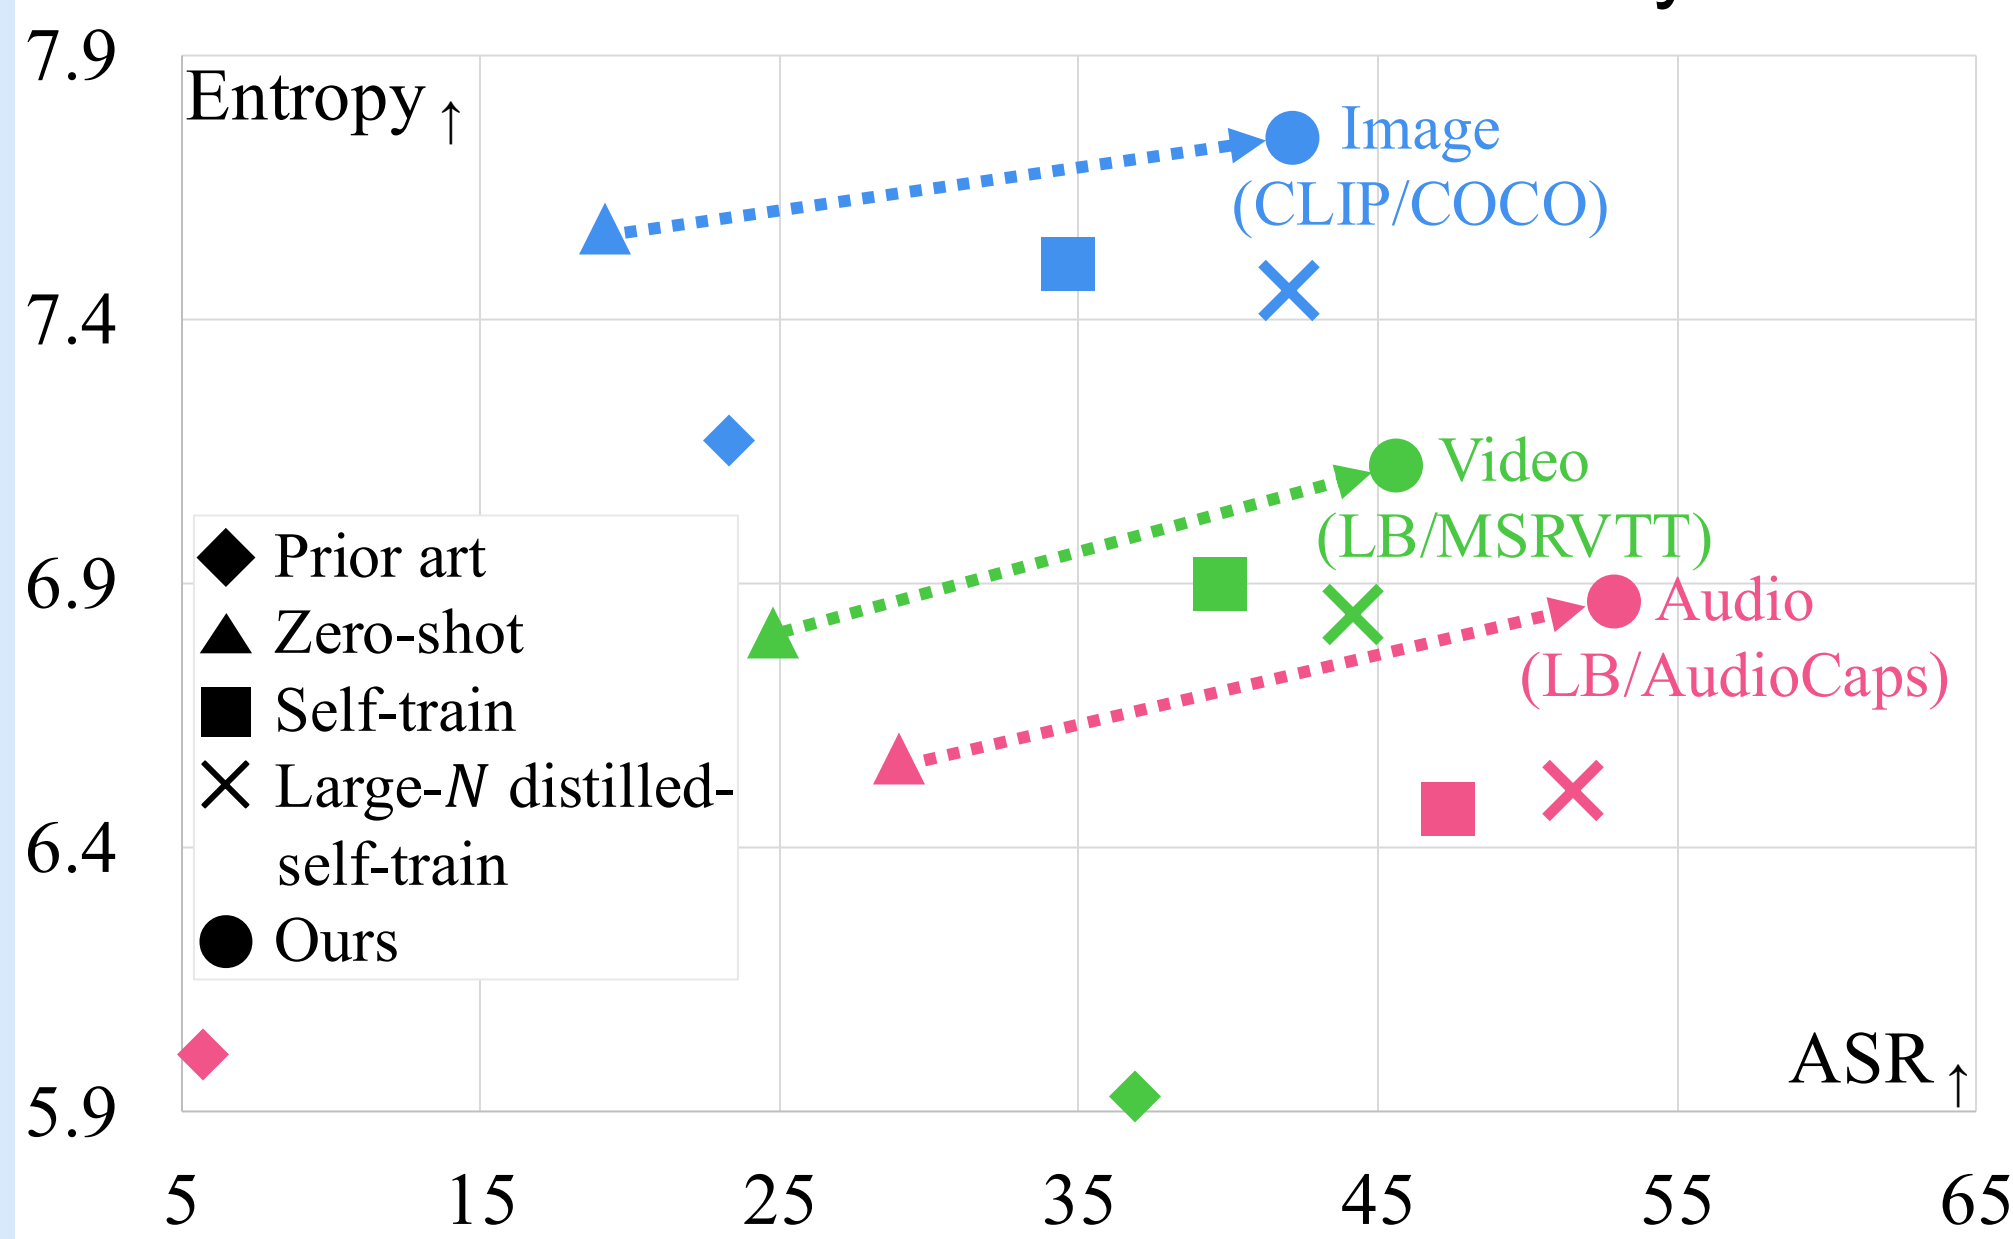 7.9
Entropy ↑
Image
(CLIP/COCO)
7.4
Video
(LB/MSRVTT)
6.9
Audio
(LB/AudioCaps)
Prior art
Zero-shot
Self-train
Large-N distilled-
self-train
Ours
6.4
ASR ↑
5.9
5 15 25 35 45 55 65